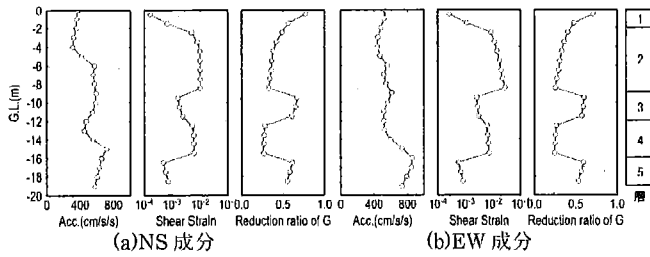 0
-2
-4
-6
-8
-10
-12
-14
-16
-18
-20
G.L.(m)
0 400 800
Acc.(cm/s/s/s)
10-4 10-3 10-2 10-1
Shear Strain
0.0 0.5 1.0
Reduction ratio of G
0 400 800
Acc.(cm/s/s)
10-4 10-3 10-2 10-1
Shear Strain
0.0 0.5 1.0
Reduction ratio of G
1
2
3
4
5
層
(a)NS 成分
(b)EW 成分